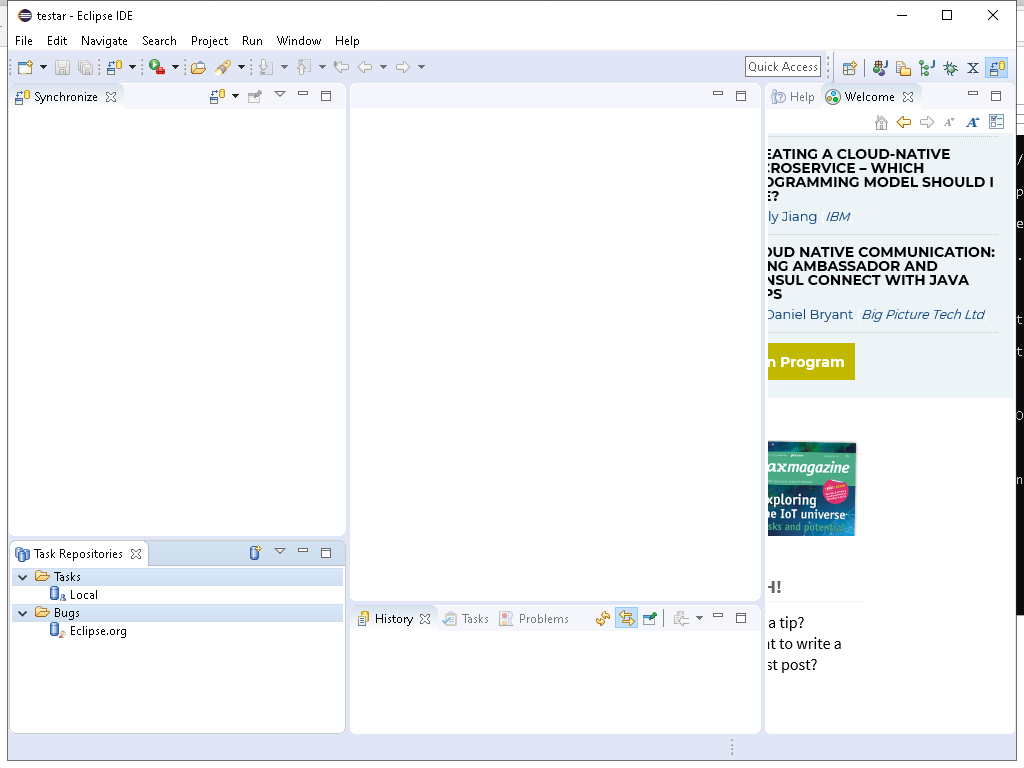 testar - Eclipse IDE
File Edit Navigate Search Project Run Window Help
Quick Access
Synchronize
Help Welcome
EATING A CLOUD-NATIVE
CROSERVICE – WHICH
OGRAMMING MODEL SHOULD I
E?
ly Jiang IBM
OUD NATIVE COMMUNICATION:
NG AMBASSADOR AND
NSUL CONNECT WITH JAVA
PS
Daniel Bryant Big Picture Tech Ltd
n Program
axmagazine
xploring
he IoT universe
sks and potential
H!
a tip?
nt to write a
st post?
Task Repositories
Tasks
Local
Bugs
Eclipse.org
History Tasks Problems